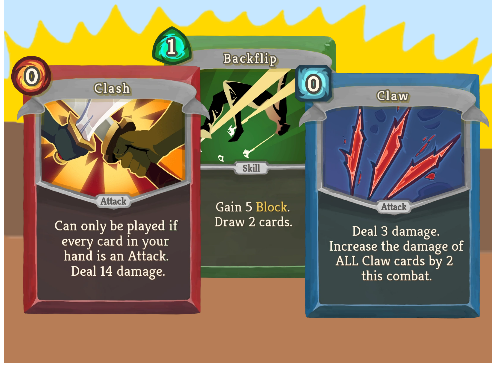 0
Clash
Attack
Can only be played if
every card in your
hand is an Attack.
Deal 14 damage.
1
Backflip
Skill
Gain 5 Block.
Draw 2 cards.
0
Claw
Attack
Deal 3 damage.
Increase the damage of
ALL Claw cards by 2
this combat.